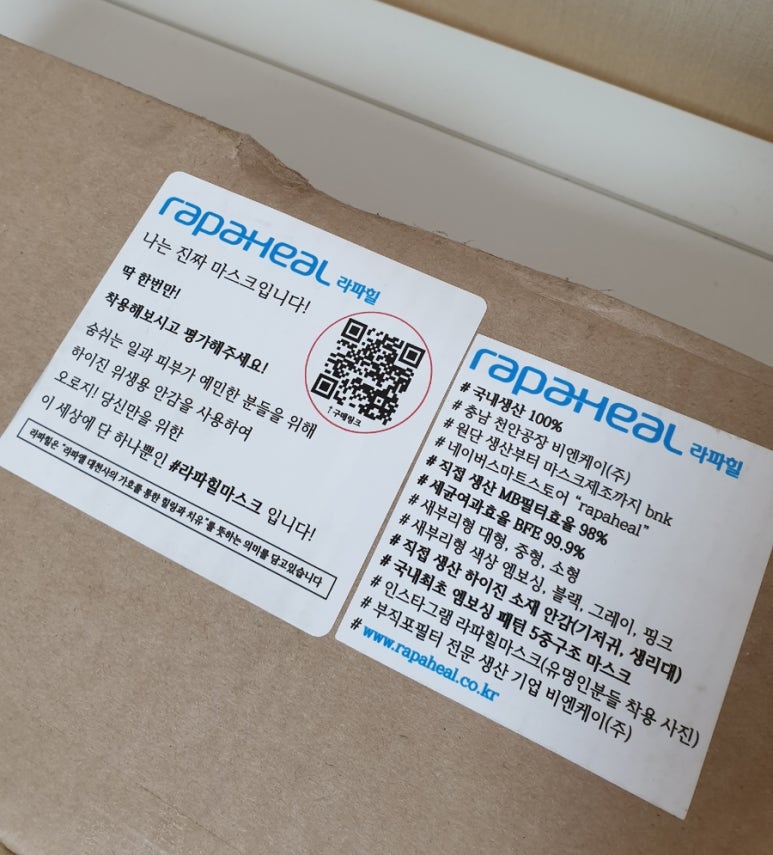 rapaHeal 라파힐
나는 진짜 마스크입니다!
딱 한번만!
착용해보시고 평가해주세요!
숨쉬는 일과 피부가 예민한 분들을 위해
하이진 위생용 안감을 사용하여
오로지! 당신만을 위한
이 세상에 단 하나뿐인 #라파힐마스크 입니다!
↑구매링크
라파힐은 "라파엘 대천사의 가호를 통한 힐링과 치유"를 뜻하는 의미를 담고있습니다
rapaHeal 라파힐
# 국내생산 100%
# 충남 천안공장 비엔케이(주)
# 원단 생산부터 마스크제조까지 bnk
# 네이버스마트스토어 "rapaheal"
# 직접 생산 MB필터효율 98%
# 세균여과효율 BFE 99.9%
# 새부리형 대형, 중형, 소형
# 새부리형 색상 엠보싱, 블랙, 그레이, 핑크
# 직접 생산 하이진 소재 안감(기저귀, 생리대)
# 국내최초 엠보싱 패턴 5중구조 마스크
# 인스타그램 라파힐마스크(유명인분들 착용 사진)
# 부직포필터 전문 생산 기업 비엔케이(주)
# www.rapaheal.co.kr